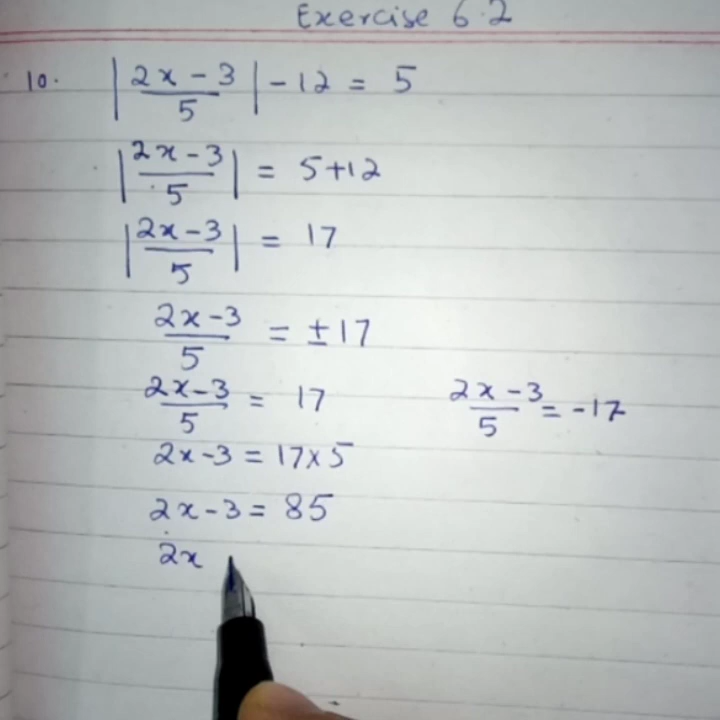 Exercise 6.2
10. |(2x-3)/5| - 12 = 5
|(2x-3)/5| = 5+12
|(2x-3)/5| = 17
(2x-3)/5 = ±17
(2x-3)/5 = 17
2x-3 = 17×5
2x-3 = 85
2x
(2x-3)/5 = -17